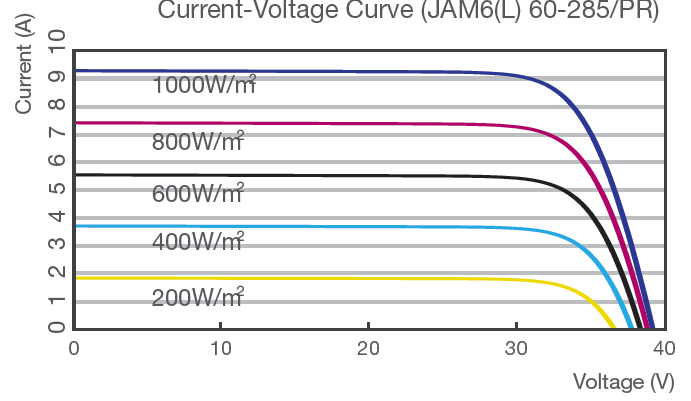 Current-Voltage Curve (JAM6(L) 60-285/PR)
Current (A)
10
9
8
7
6
5
4
3
2
1
0
1000W/m²
800W/m²
600W/m²
400W/m²
200W/m²
0 10 20 30 40
Voltage (V)